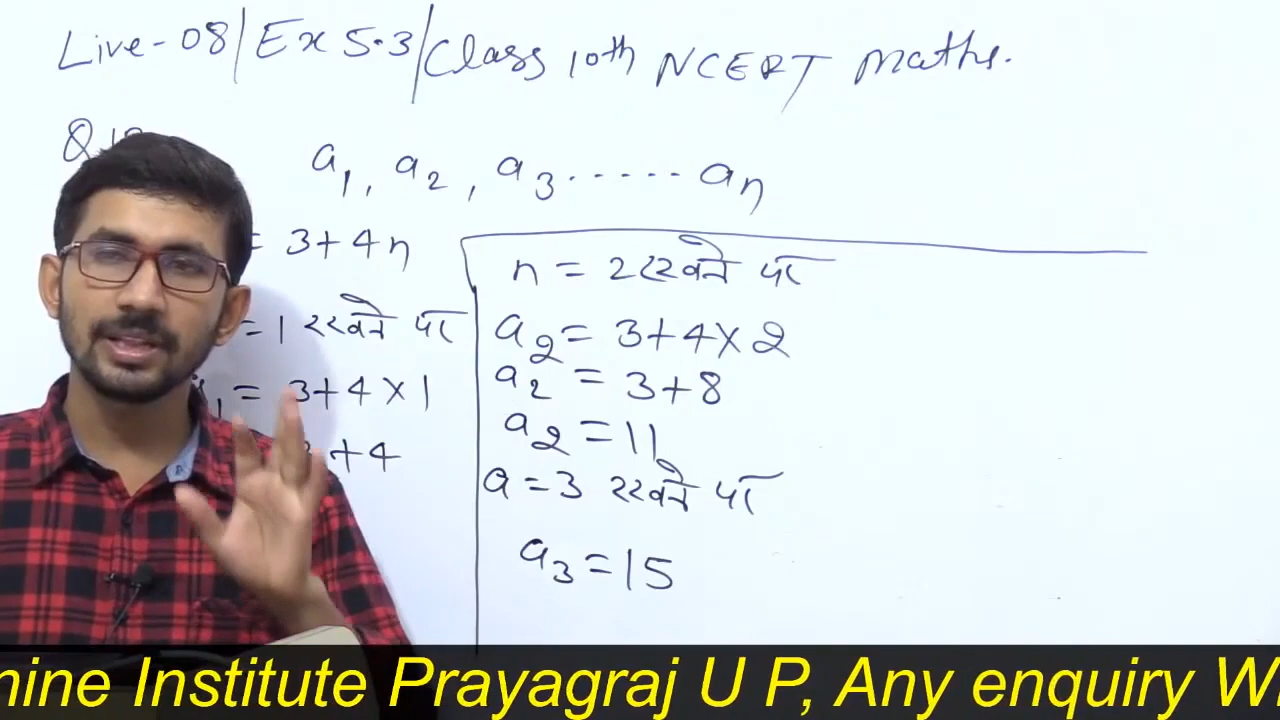 Live-08/Ex 5.3/Class 10th NCERT Maths.
Q
a1, a2, a3 ...... an
= 3+4n
= 1 रखने पर
1 = 3+4×1
+4
n = 2 रखने पर
a2 = 3+4×2
a2 = 3+8
a2 = 11
a = 3 रखने पर
a3 = 15
nine Institute Prayagraj U P, Any enquiry W